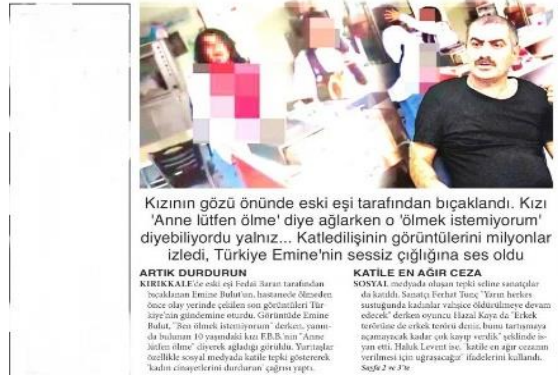 Kızının gözü önünde eski eşi tarafından bıçaklandı. Kızı
'Anne lütfen ölme' diye ağlarken o 'ölmek istemiyorum'
diyebiliyordu yalnız... Katledilişinin görüntülerini milyonlar
izledi, Türkiye Emine'nin sessiz çığlığına ses oldu
ARTIK DURDURUN
KIRIKKALE'de eski eşi Fedai Baran tarafından
bıçaklanan Emine Bulut'un, hastanede ölmeden
önce olay yerinde çekilen son görüntüleri Tür-
kiye'nin gündemine oturdu. Görüntüde Emine
Bulut, "Ben ölmek istemiyorum" derken, yanın-
da bulunan 10 yaşındaki kızı F.B.B.'nin "Anne
lütfen ölme" diyerek ağladığı görüldü. Yurttaşlar
özellikle sosyal medyada katile tepki göstererek
'kadın cinayetlerini durdurun' çağrısı yaptı.
KATİLE EN AĞIR CEZA
SOSYAL medyada oluşan tepki seline sanatçılar
da katıldı. Sanatçı Ferhat Tunç "Yarın herkes
sustuğunda kadınlar vahşice öldürülmeye devam
edecek" derken oyuncu Hazal Kaya da "Erkek
terörüne de erkek terörü deniz, bunu tartışmaya
açamayacak kadar çok kayıp verdik" şeklinde is-
yan etti. Haluk Levent ise, 'katile en ağır cezanın
verilmesi için uğraşacağız' ifadelerini kullandı.
Sayfa 2 ve 3'te